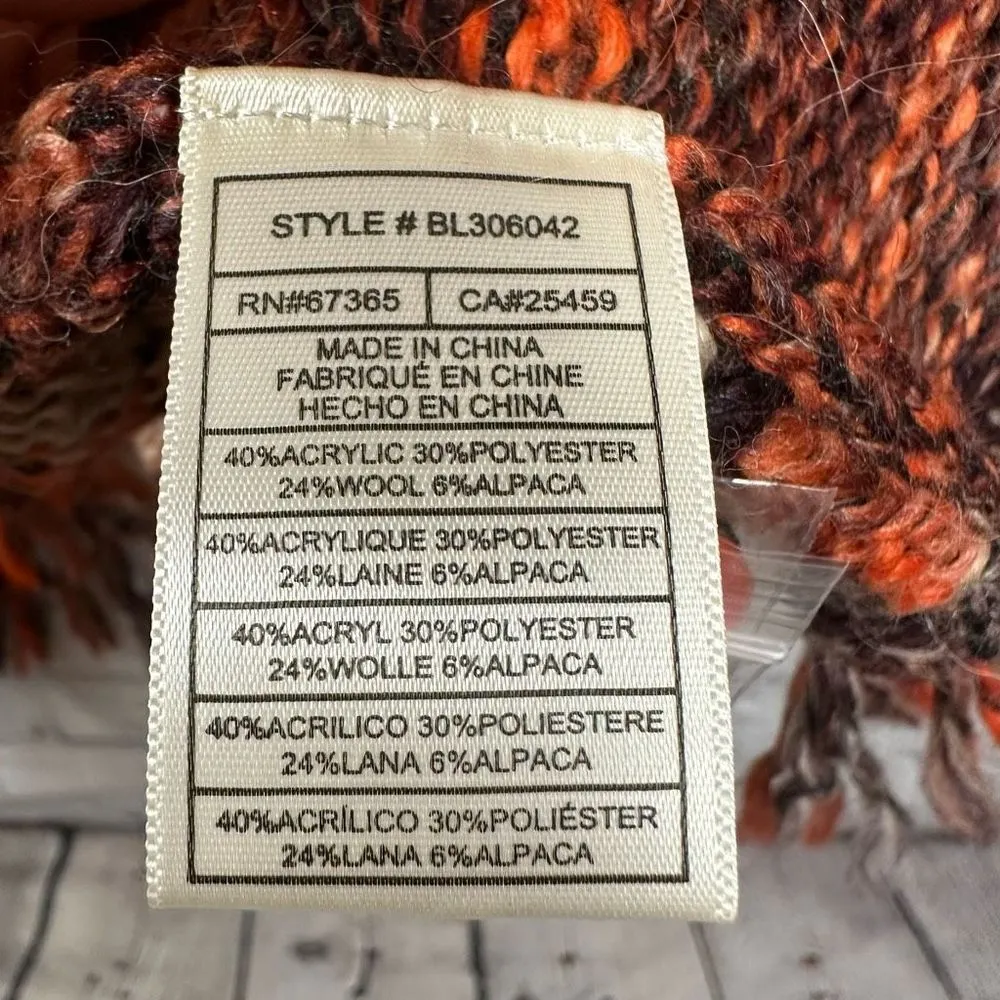 STYLE # BL306042
RN#67365 CA#25459
MADE IN CHINA
FABRIQUÉ EN CHINE
HECHO EN CHINA
40%ACRYLIC 30%POLYESTER
24%WOOL 6%ALPACA
40%ACRYLIQUE 30%POLYESTER
24%LAINE 6%ALPACA
40%ACRYL 30%POLYESTER
24%WOLLE 6%ALPACA
40%ACRILICO 30%POLIESTERE
24%LANA 6%ALPACA
40%ACRÍLICO 30%POLIÉSTER
24%LANA 6%ALPACA